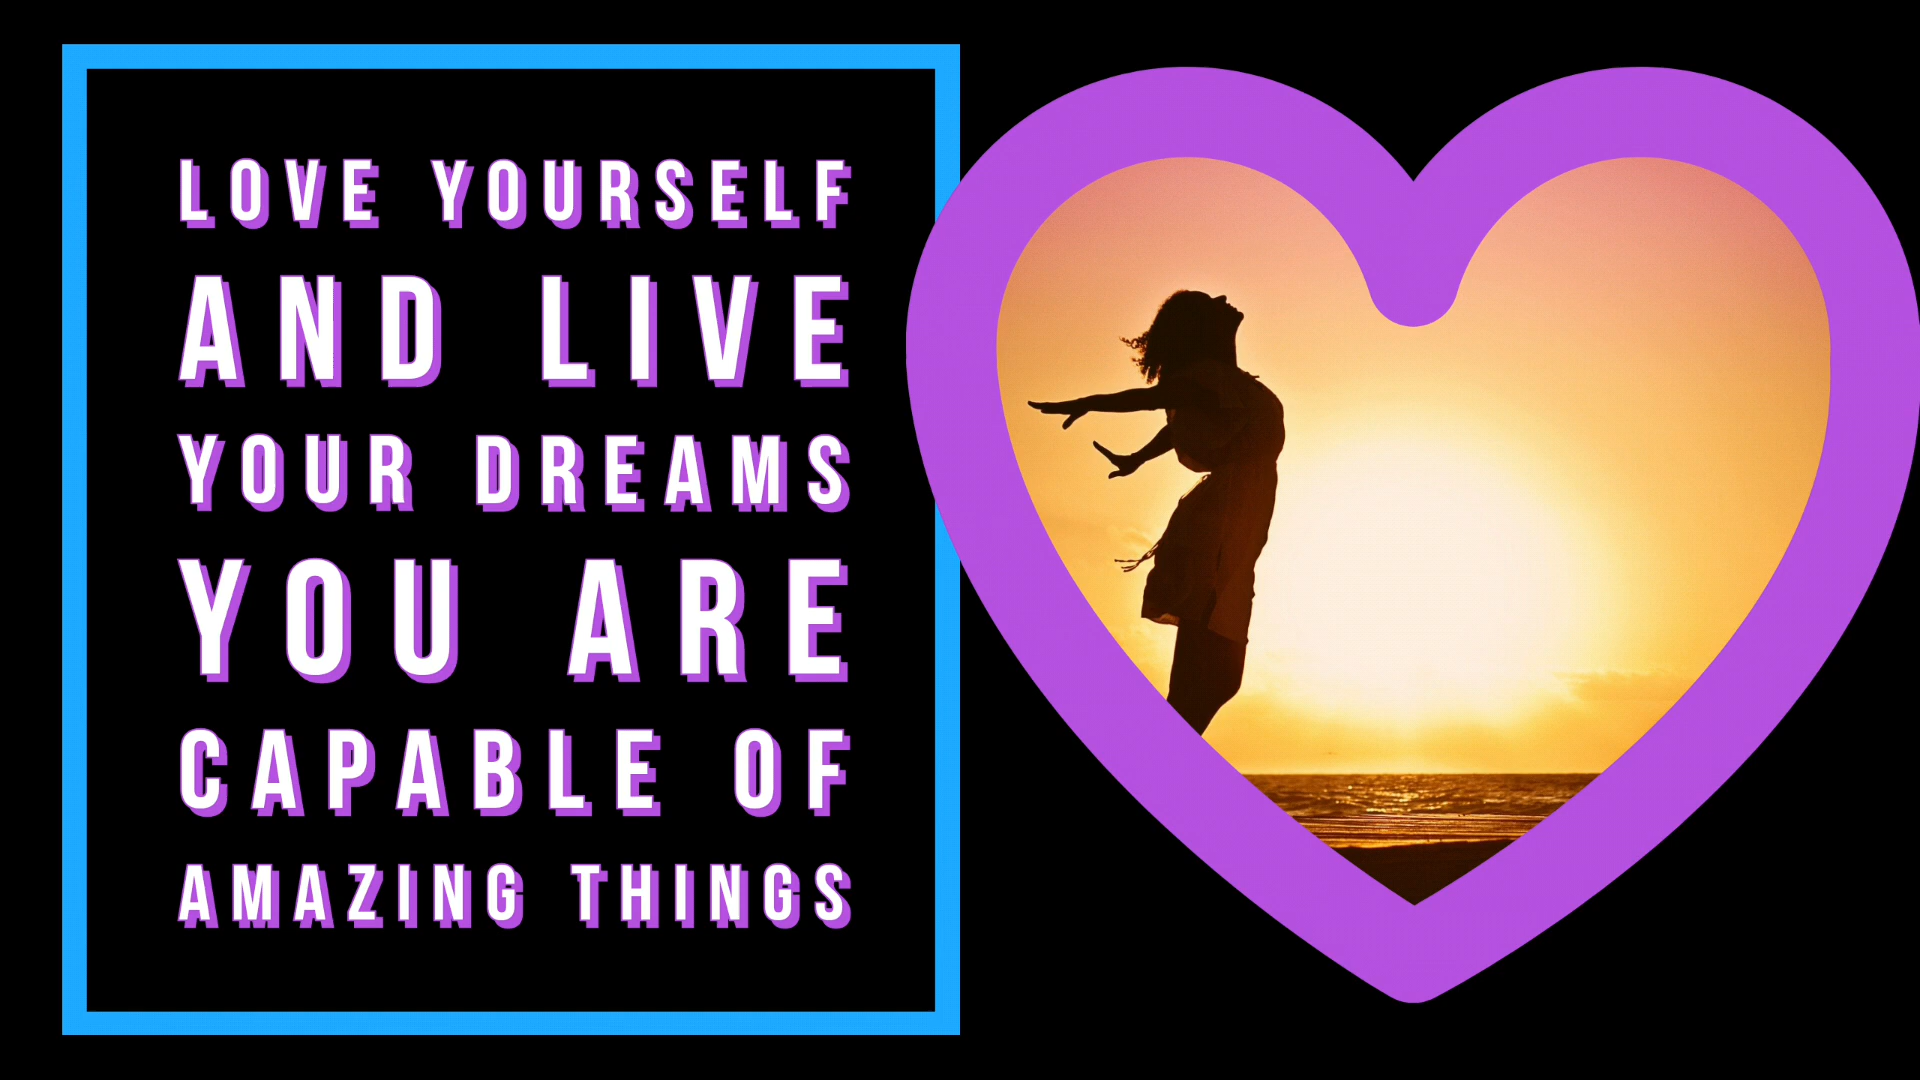 LOVE YOURSELF
AND LIVE
YOUR DREAMS
YOU ARE
CAPABLE OF
AMAZING THINGS